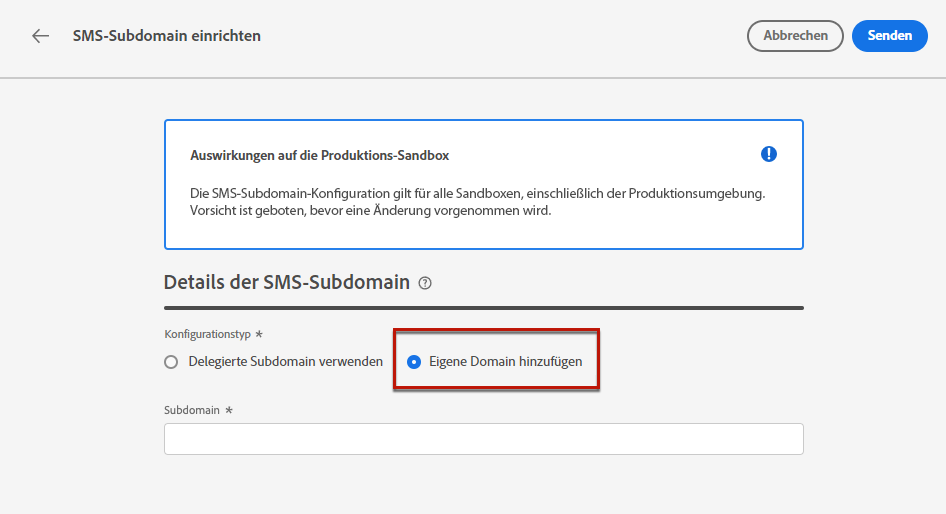 SMS-Subdomain einrichten
Abbrechen
Senden
Auswirkungen auf die Produktions-Sandbox
Die SMS-Subdomain-Konfiguration gilt für alle Sandboxen, einschließlich der Produktionsumgebung.
Vorsicht ist geboten, bevor eine Änderung vorgenommen wird.
Details der SMS-Subdomain
Konfigurationstyp *
Delegierte Subdomain verwenden
Eigene Domain hinzufügen
Subdomain *